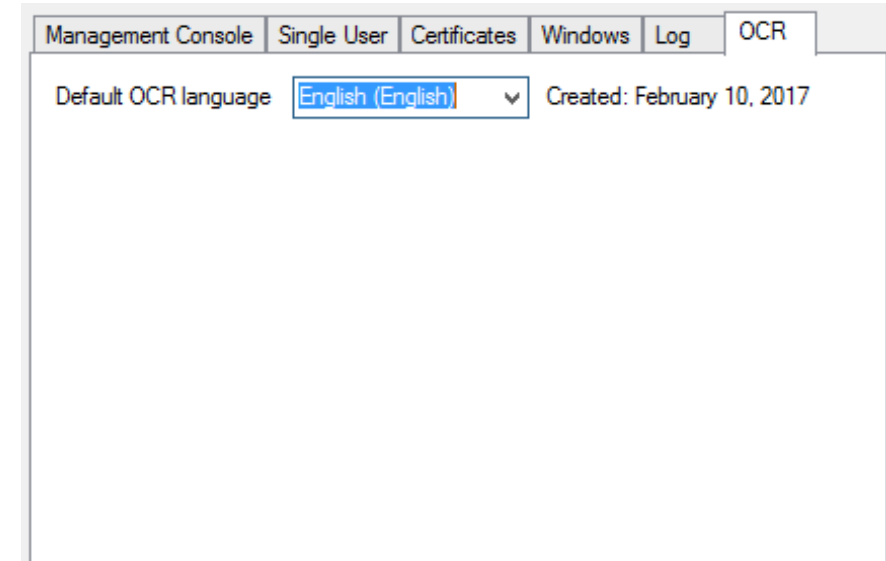 Management Console Single User Certificates Windows Log OCR
Default OCR language English (English) Created: February 10, 2017